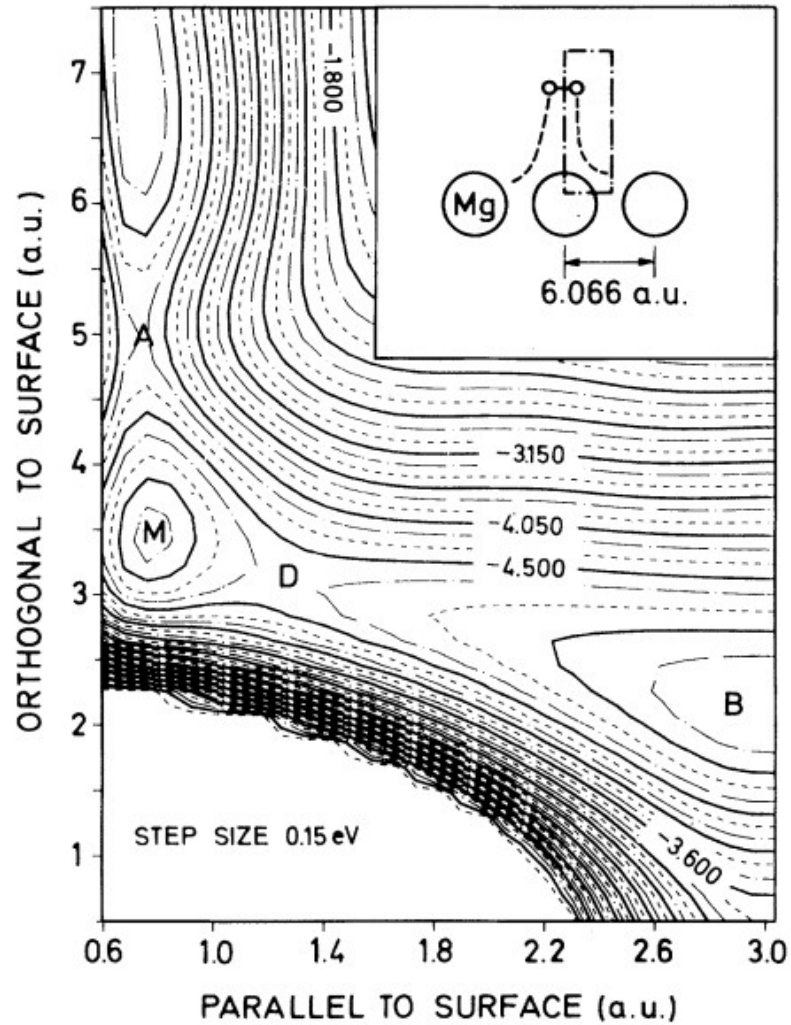 7
6
5
4
3
2
1
ORTHOGONAL TO SURFACE (a.u.)
-1.800
Mg
6.066 a.u.
A
-3.150
M
-4.050
D
-4.500
B
STEP SIZE 0.15 eV
-3.600
0.6 1.0 1.4 1.8 2.2 2.6 3.0
PARALLEL TO SURFACE (a.u.)